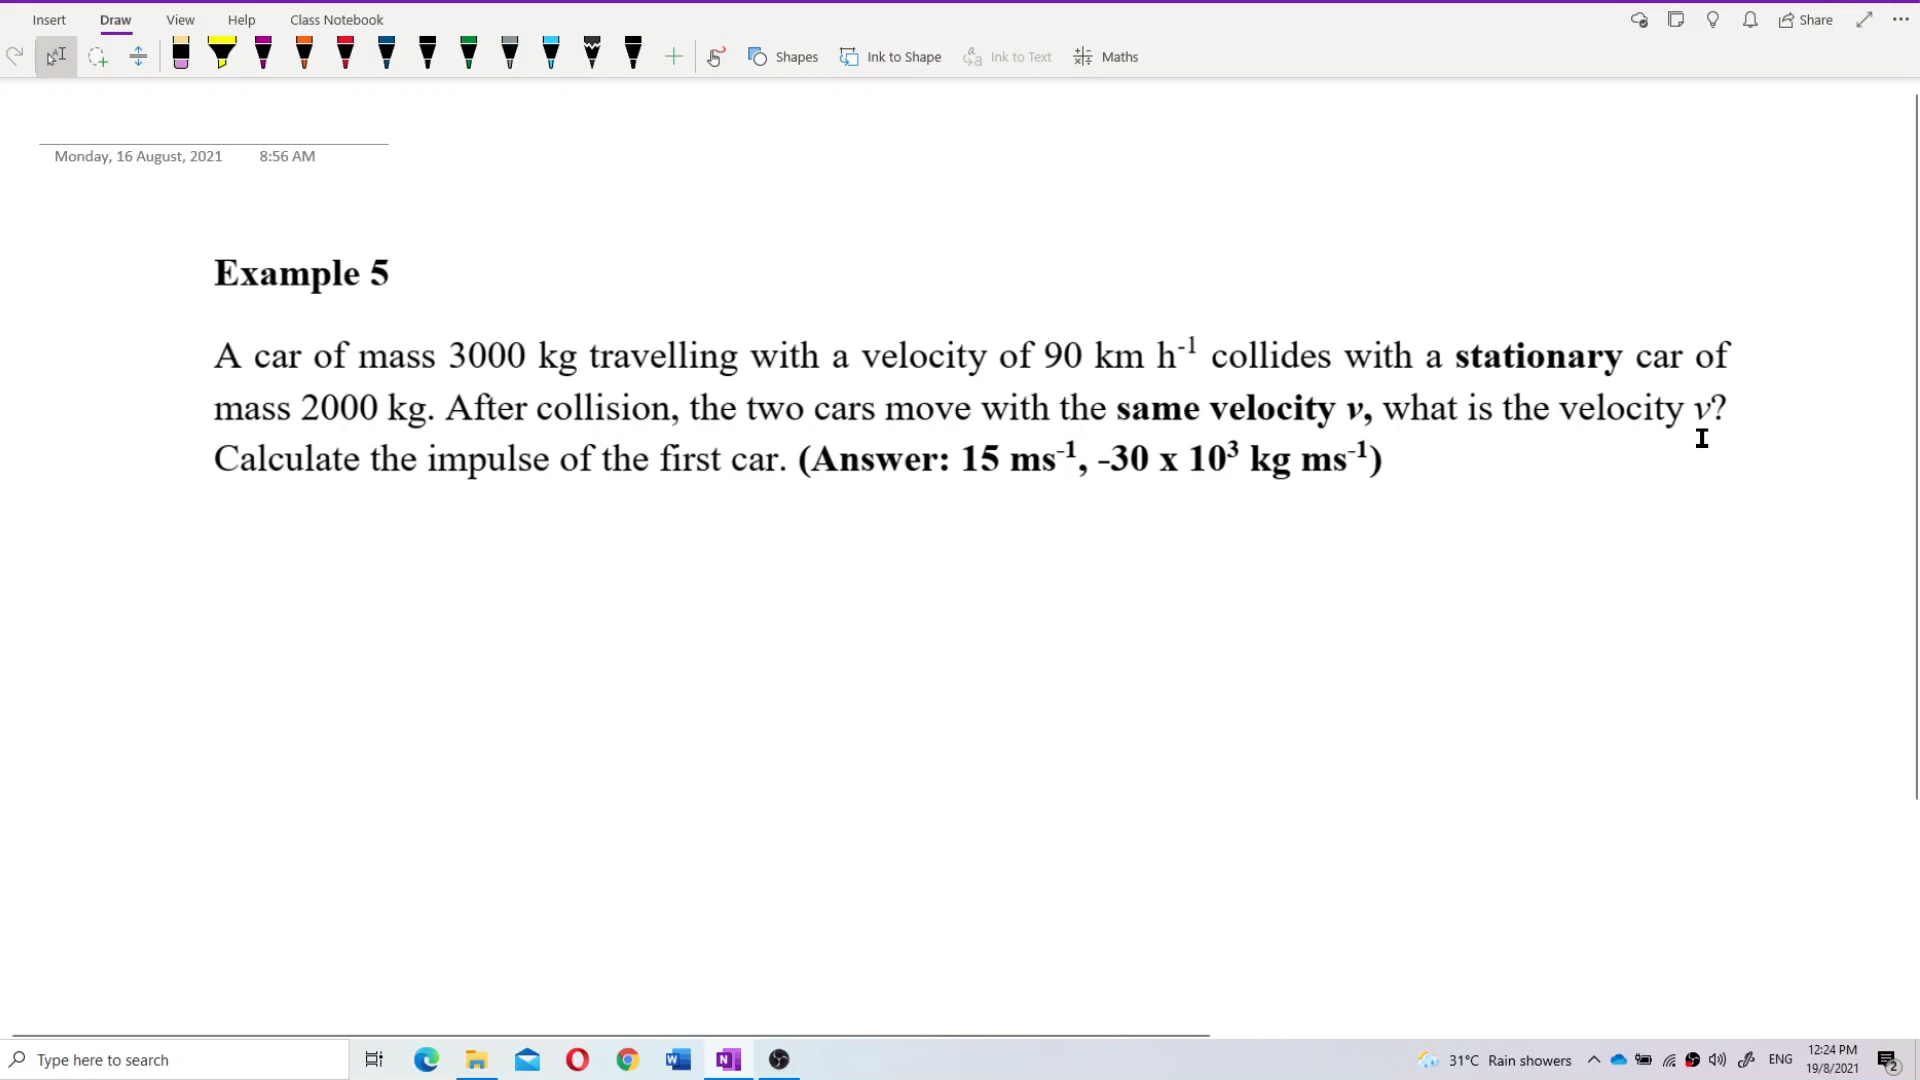 Insert Draw View Help Class Notebook Share
Shapes Ink to Shape Ink to Text Maths
Monday, 16 August, 2021 8:56 AM
Example 5
A car of mass 3000 kg travelling with a velocity of 90 km h⁻¹ collides with a stationary car of
mass 2000 kg. After collision, the two cars move with the same velocity v, what is the velocity v?
Calculate the impulse of the first car. (Answer: 15 ms⁻¹, -30 x 10³ kg ms⁻¹)
Type here to search 31°C Rain showers ENG 12:24 PM
19/8/2021 2